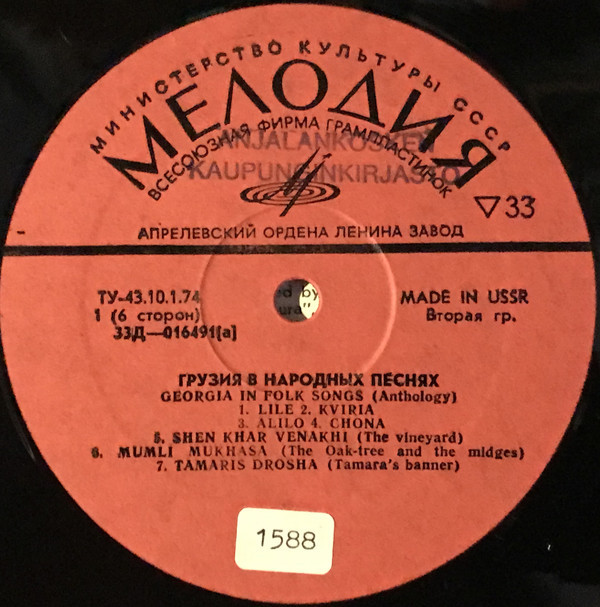 МИНИСТЕРСТВО КУЛЬТУРЫ СССР
МЕЛОДИЯ
ВСЕСОЮЗНАЯ ФИРМА ГРАМПЛАСТИНОК
ANJALANKOSKEN
KAUPUNGINKIRJASTO
▽33
АПРЕЛЕВСКИЙ ОРДЕНА ЛЕНИНА ЗАВОД
ТУ-43.10.1.74
1 (6 сторон)
33Д—016491[a]
MADE IN USSR
Вторая гр.
ГРУЗИЯ В НАРОДНЫХ ПЕСНЯХ
GEORGIA IN FOLK SONGS (Anthology)
1. LILE 2. KVIRIA
3. ALILO 4. CHONA
5. SHEN KHAR VENAKHI (The vineyard)
6. MUMLI MUKHASA (The Oak-tree and the midges)
7. TAMARIS DROSHA (Tamara's banner)
1588